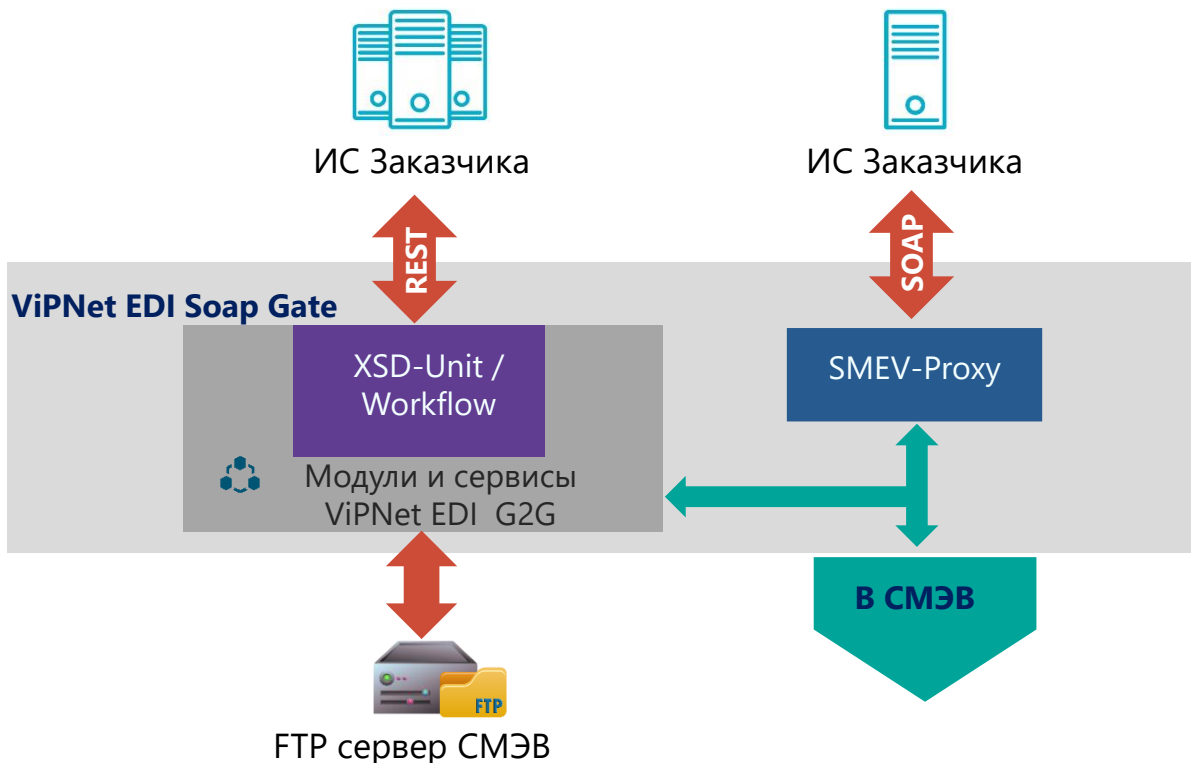 ИС Заказчика
ИС Заказчика
REST
SOAP
ViPNet EDI Soap Gate
XSD-Unit /
Workflow
SMEV-Proxy
Модули и сервисы
ViPNet EDI G2G
В СМЭВ
FTP
FTP сервер СМЭВ